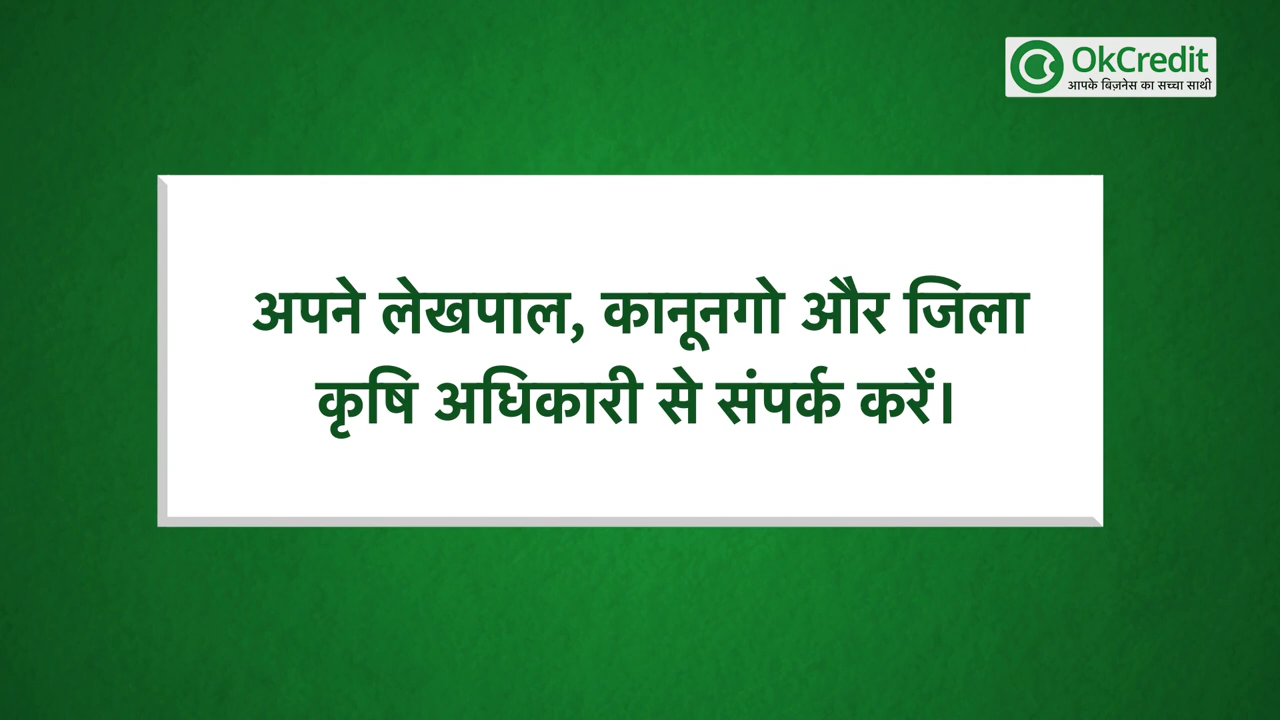 OkCredit
आपके बिज़नेस का सच्चा साथी
अपने लेखपाल, कानूनगो और जिला
कृषि अधिकारी से संपर्क करें।